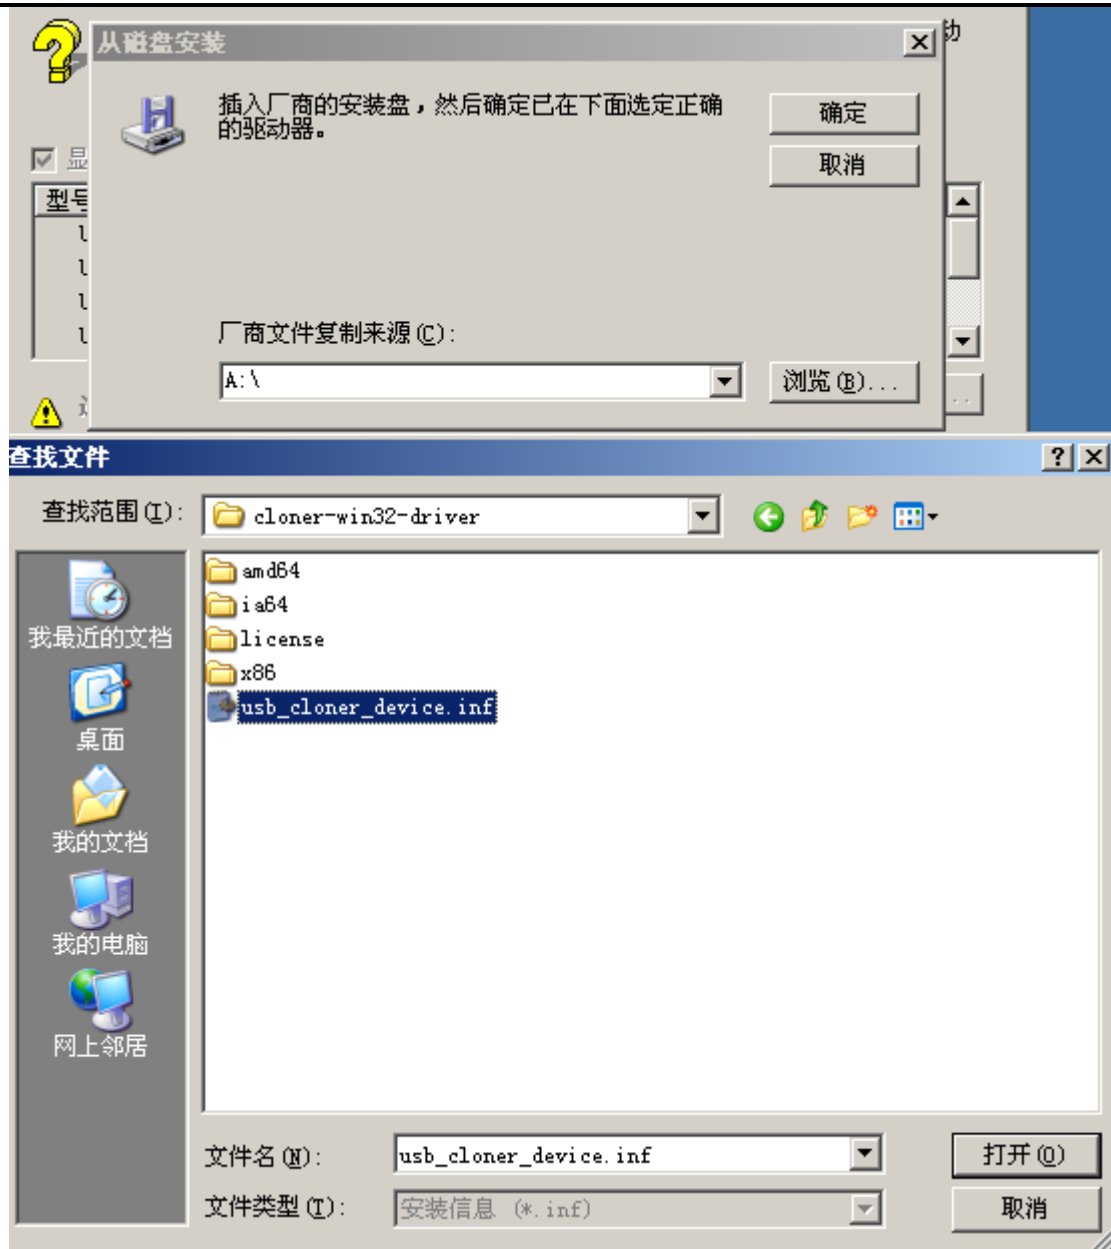 从磁盘安装
动
插入厂商的安装盘，然后确定已在下面选定正确
的驱动器。
确定
取消
显
型号
厂商文件复制来源(C):
A:\
浏览(B)...
查找文件
查找范围(I):
cloner-win32-driver
amd64
ia64
license
x86
usb_cloner_device.inf
我最近的文档
桌面
我的文档
我的电脑
网上邻居
文件名(N):
usb_cloner_device.inf
打开(O)
文件类型(T):
安装信息 (*.inf)
取消